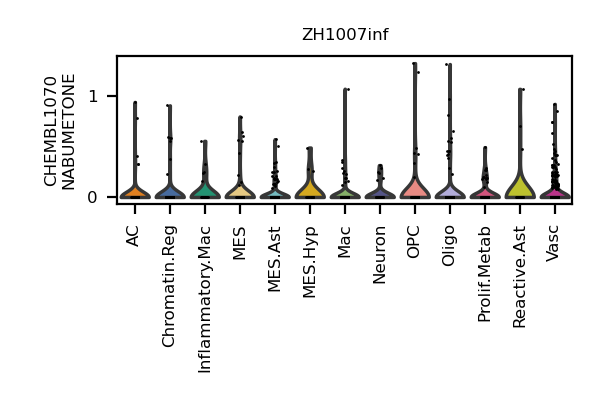 ZH1007inf
CHEMBL1070
NABUMETONE
1
0
AC
Chromatin.Reg
Inflammatory.Mac
MES
MES.Ast
MES.Hyp
Mac
Neuron
OPC
Oligo
Prolif.Metab
Reactive.Ast
Vasc